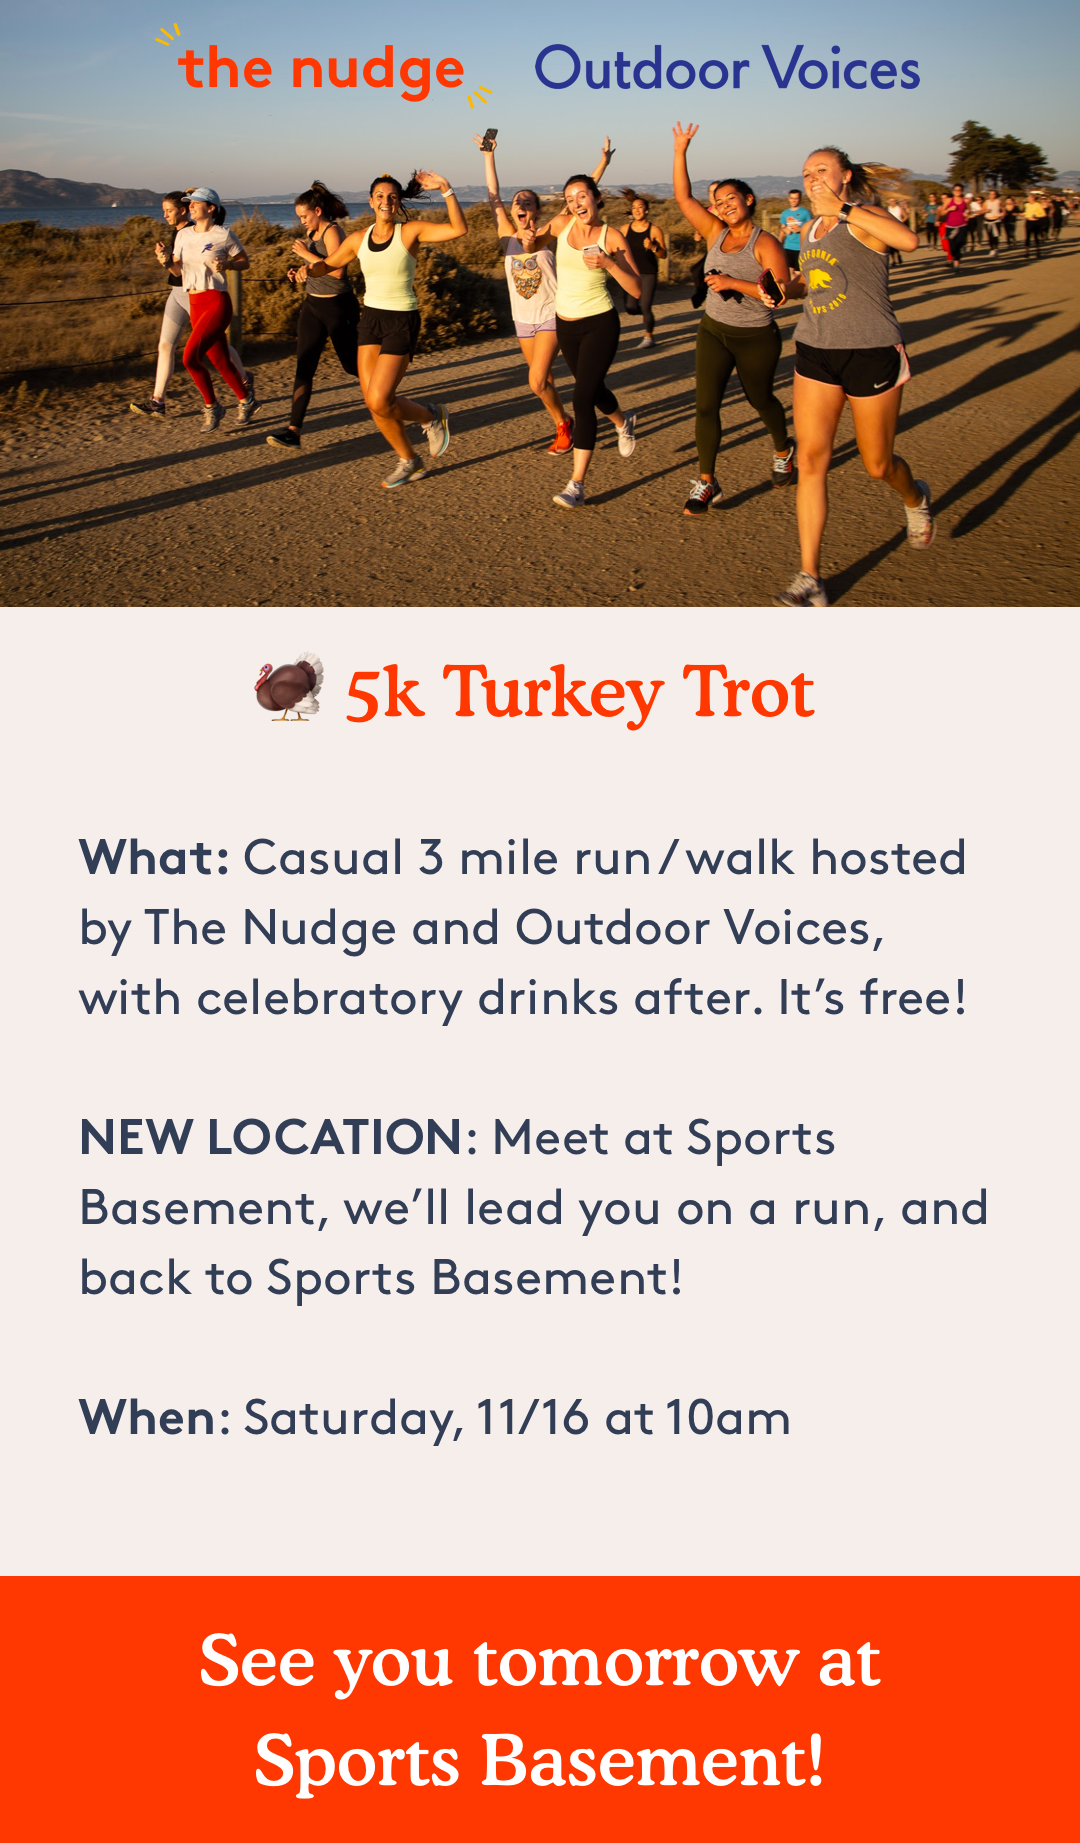 the nudge Outdoor Voices
5k Turkey Trot
What: Casual 3 mile run/walk hosted
by The Nudge and Outdoor Voices,
with celebratory drinks after. It’s free!
NEW LOCATION: Meet at Sports
Basement, we’ll lead you on a run, and
back to Sports Basement!
When: Saturday, 11/16 at 10am
See you tomorrow at
Sports Basement!